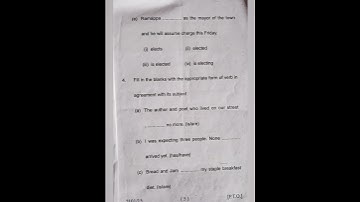 (e) Ramappa .............. as the mayor of the town
and he will assume charge this Friday.
(i) elects (ii) elected
(iii) is elected (iv) is electing
4. Fill in the blanks with the appropriate form of verb in
agreement with its subject :
(a) The author and poet who lived on our street
.............. no more. (is/are)
(b) I was expecting three people. None ..............
arrived yet. (has/have)
(c) Bread and Jam .............. my staple breakfast
diet. (is/are)
( 3 ) [P.T.O.]